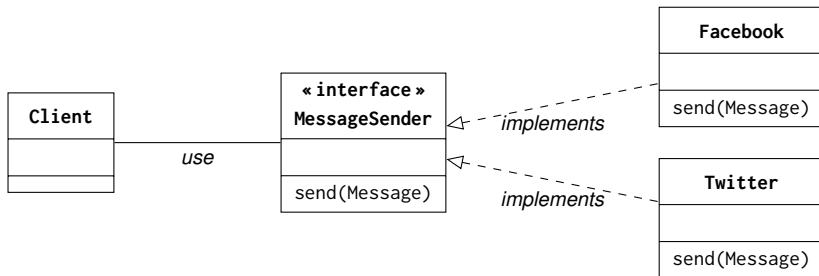 Client
use
« interface »
MessageSender
send(Message)
implements
implements
Facebook
send(Message)
Twitter
send(Message)